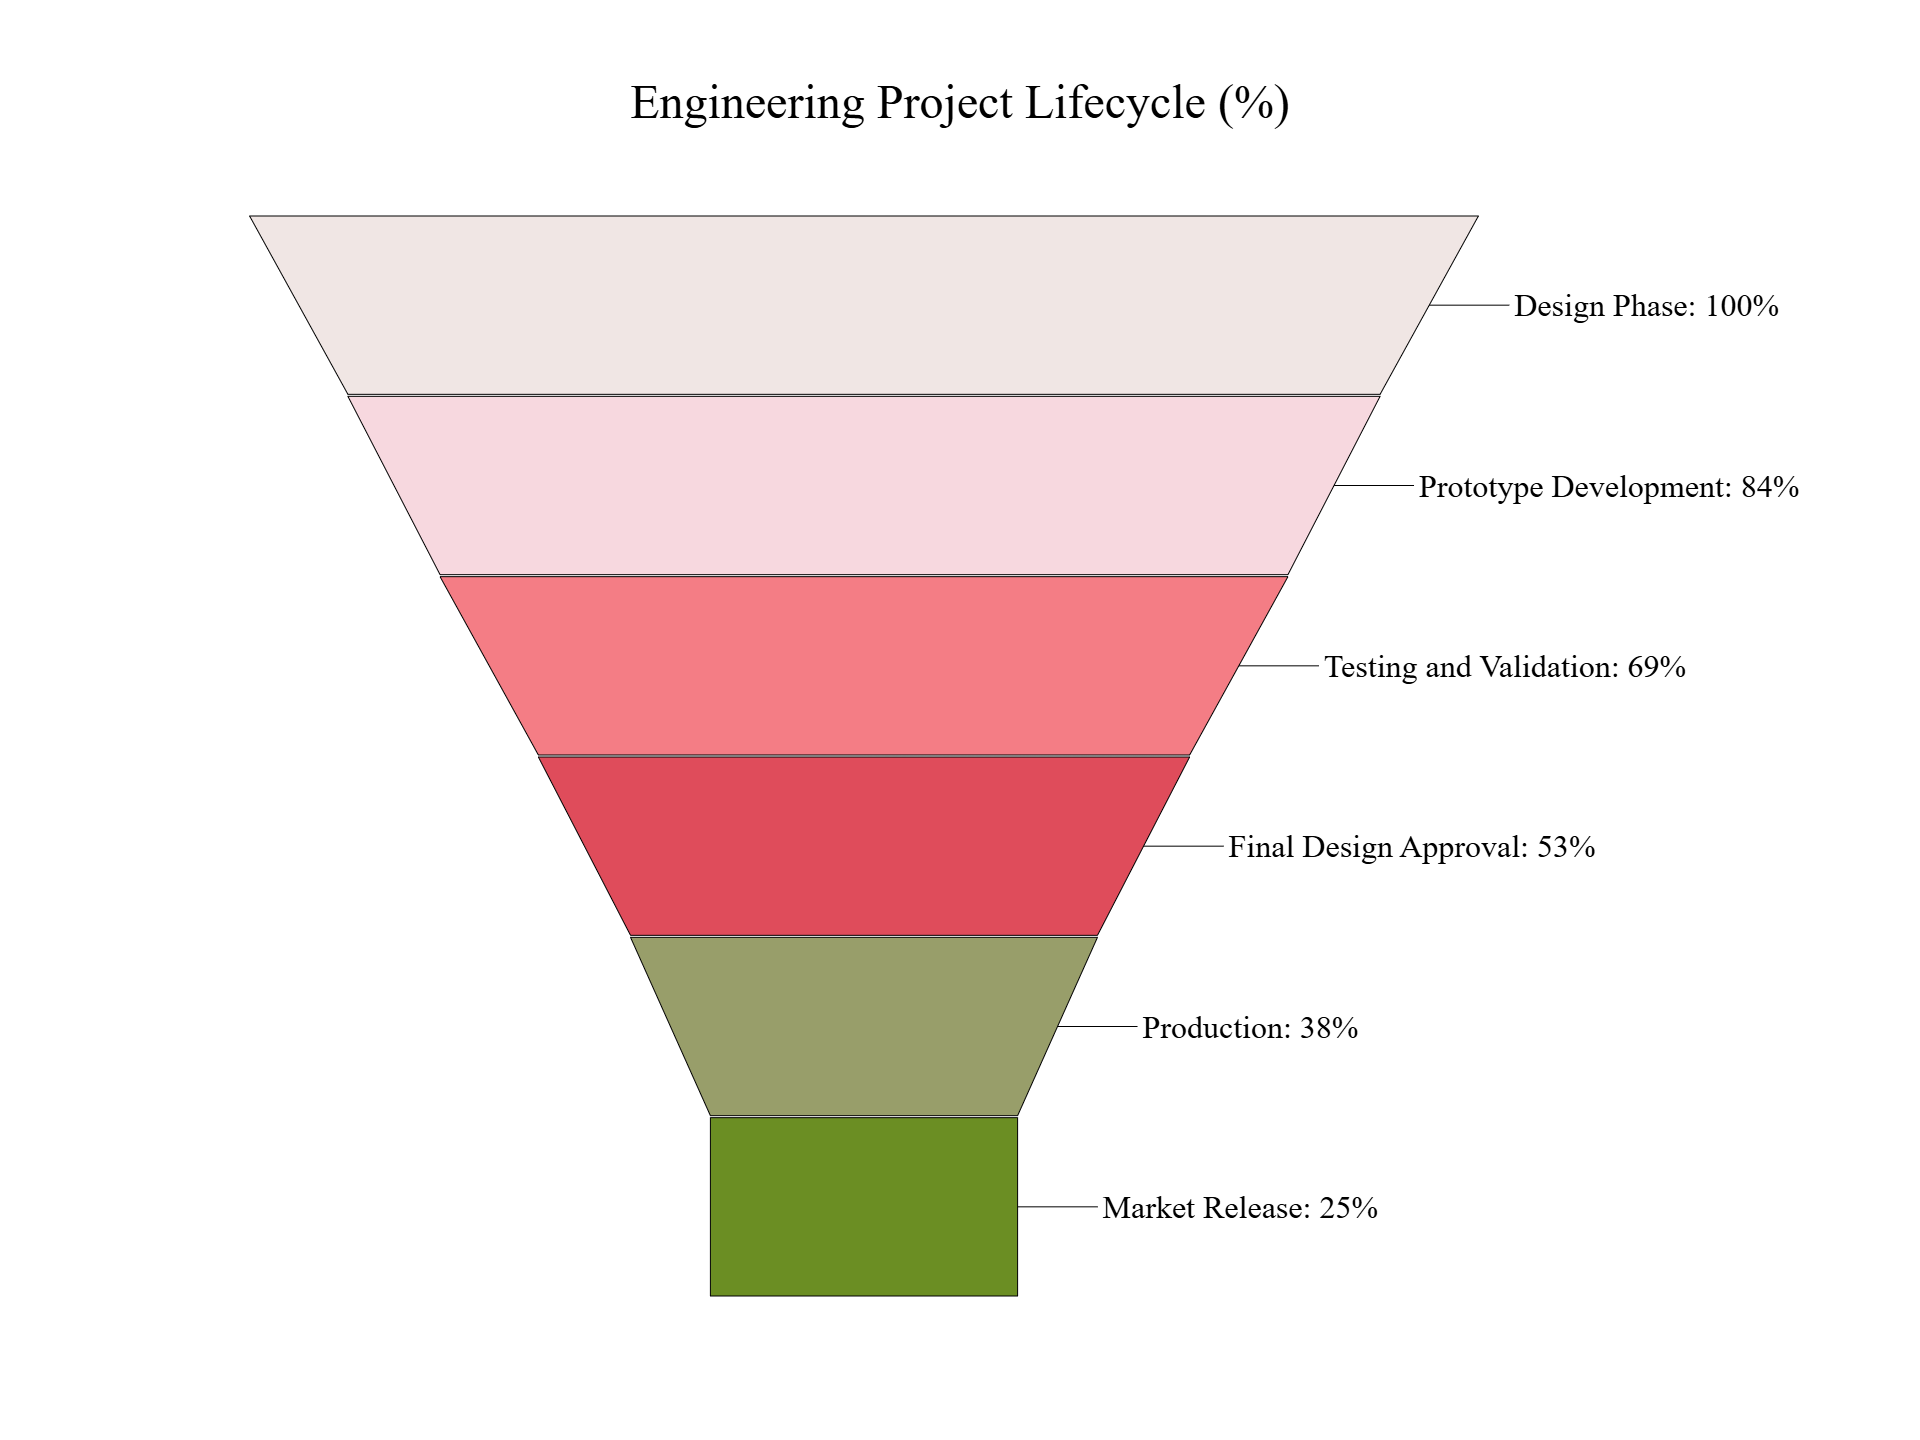 Engineering Project Lifecycle (%)
Design Phase: 100%
Prototype Development: 84%
Testing and Validation: 69%
Final Design Approval: 53%
Production: 38%
Market Release: 25%